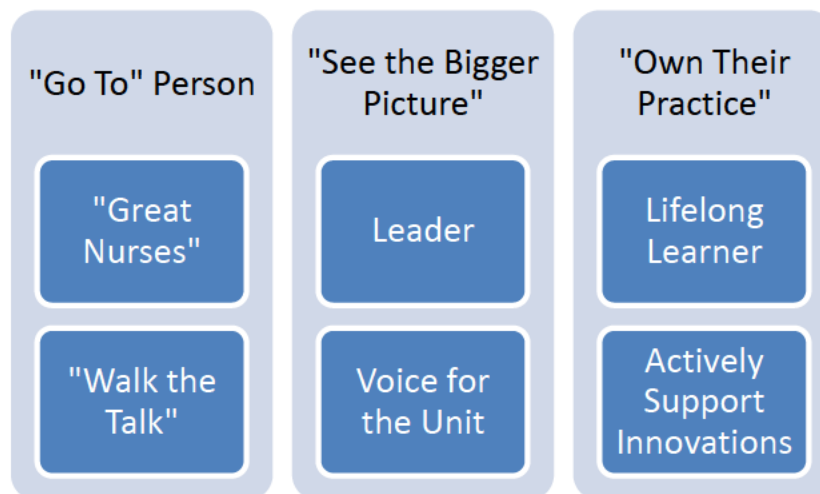 "Go To" Person
"Great
Nurses"
"Walk the
Talk"
"See the Bigger
Picture"
Leader
Voice for
the Unit
"Own Their
Practice"
Lifelong
Learner
Actively
Support
Innovations